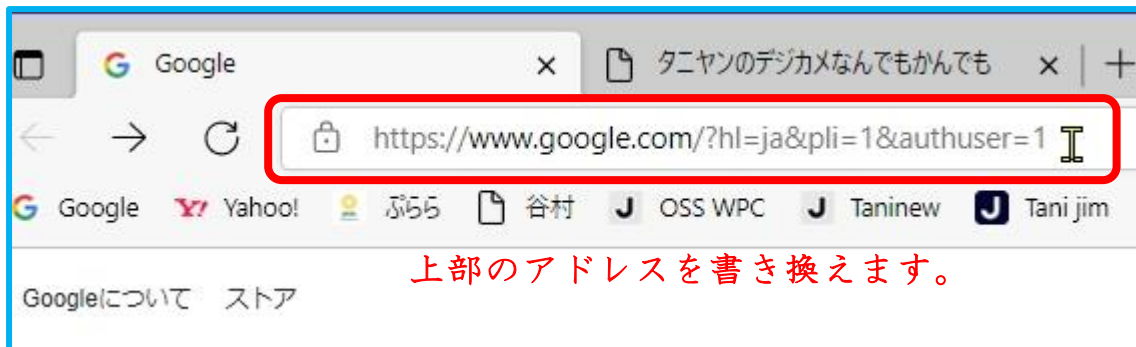 Google タニヤンのデジカメなんでもかんでも
https://www.google.com/?hl=ja&pli=1&authuser=1
Google Yahoo! ぷらら 谷村 J OSS WPC J Taninew J Tani jim
上部のアドレスを書き換えます。
Googleについて ストア